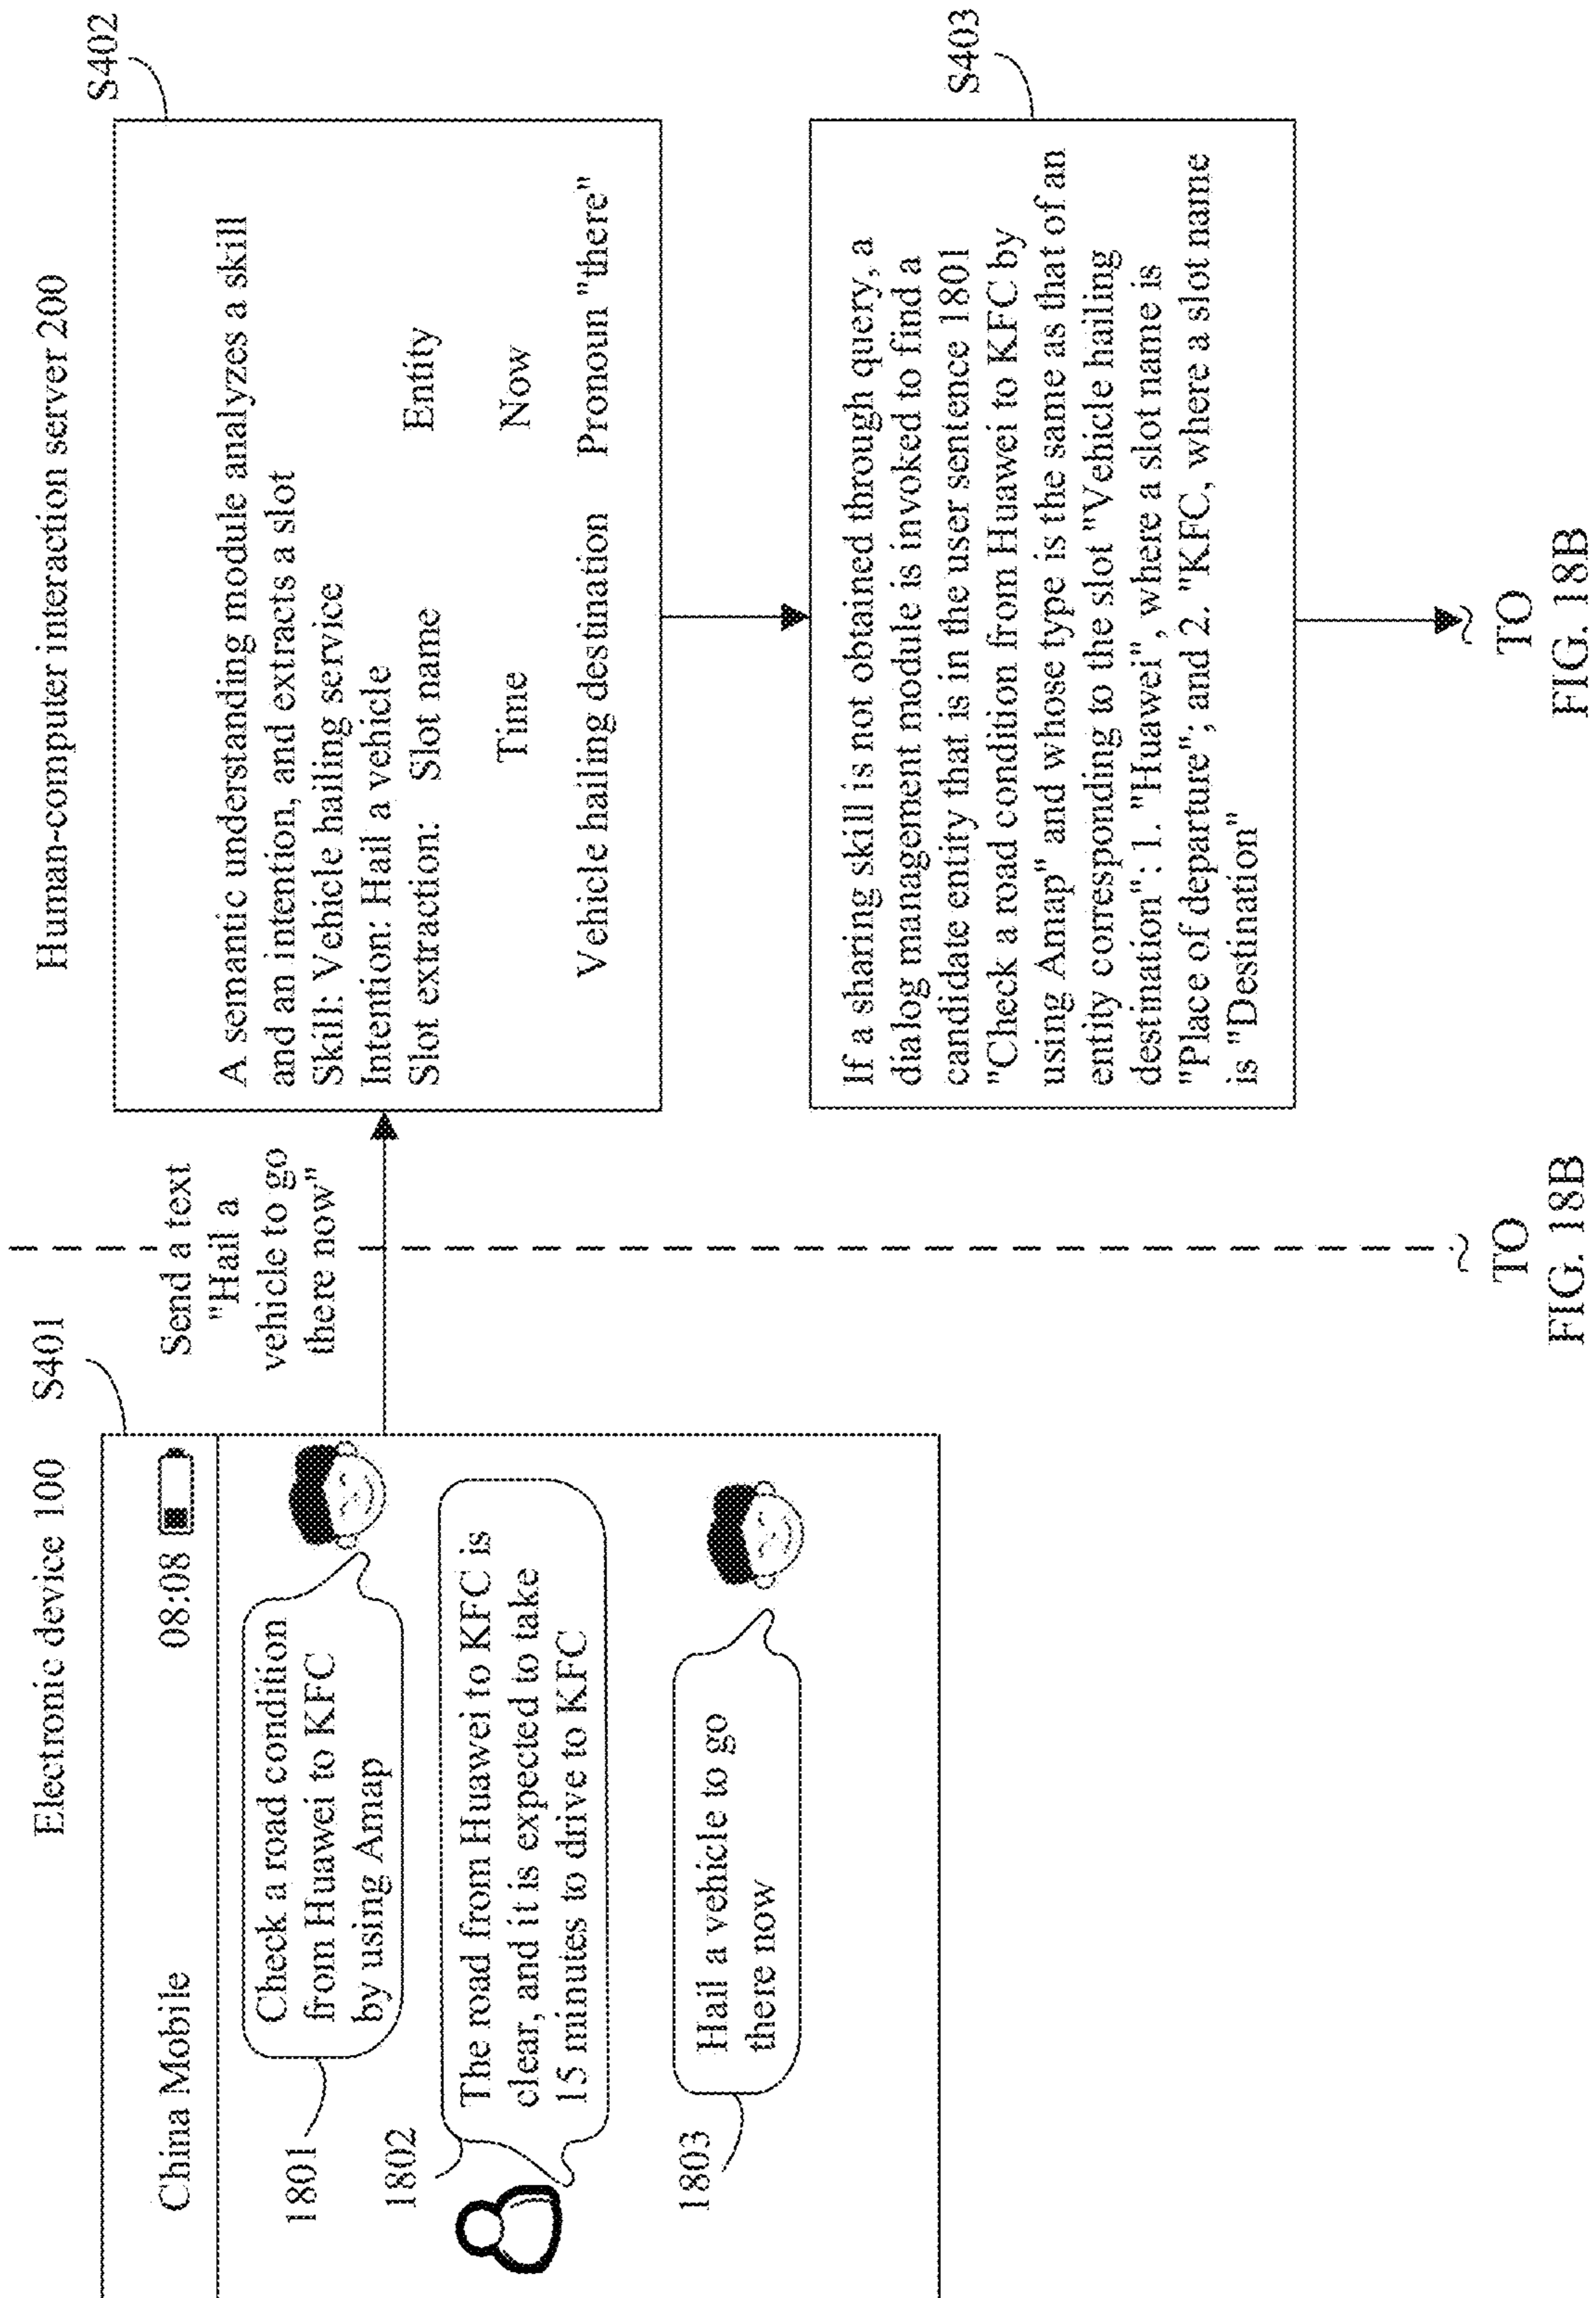 Electronic device 100
S401
China Mobile
08:08
1801
Check a road condition
from Huawei to KFC
by using Amap
1802
The road from Huawei to KFC is
clear, and it is expected to take
15 minutes to drive to KFC
1803
Hail a vehicle to go
there now
Send a text
"Hail a
vehicle to go
there now"
TO
FIG. 18B
Human-computer interaction server 200
S402
A semantic understanding module analyzes a skill
and an intention, and extracts a slot
Skill: Vehicle hailing service
Intention: Hail a vehicle
Slot extraction: Slot name Entity
Time Now
Vehicle hailing destination Pronoun "there"
S403
If a sharing skill is not obtained through query, a
dialog management module is invoked to find a
candidate entity that is in the user sentence 1801
"Check a road condition from Huawei to KFC by
using Amap" and whose type is the same as that of an
entity corresponding to the slot "Vehicle hailing
destination": 1. "Huawei", where a slot name is
"Place of departure"; and 2. "KFC, where a slot name
is "Destination"
TO
FIG. 18B